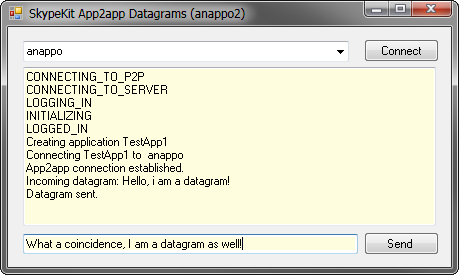 SkypeKit App2app Datagrams (anappo2)
anappo
Connect
CONNECTING_TO_P2P
CONNECTING_TO_SERVER
LOGGING_IN
INITIALIZING
LOGGED_IN
Creating application TestApp1
Connecting TestApp1 to  anappo
App2app connection established.
Incoming datagram: Hello, i am a datagram!
Datagram sent.
What a coincidence, I am a datagram as well!
Send